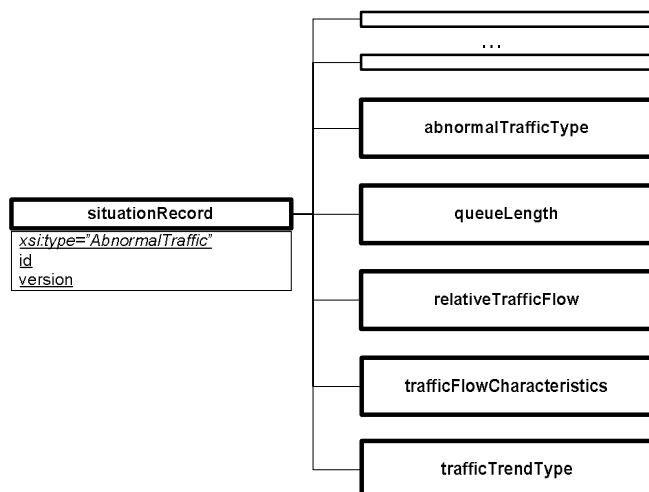 ...
abnormalTrafficType
situationRecord
xsi:type="AbnormalTraffic"
id
version
queueLength
relativeTrafficFlow
trafficFlowCharacteristics
trafficTrendType